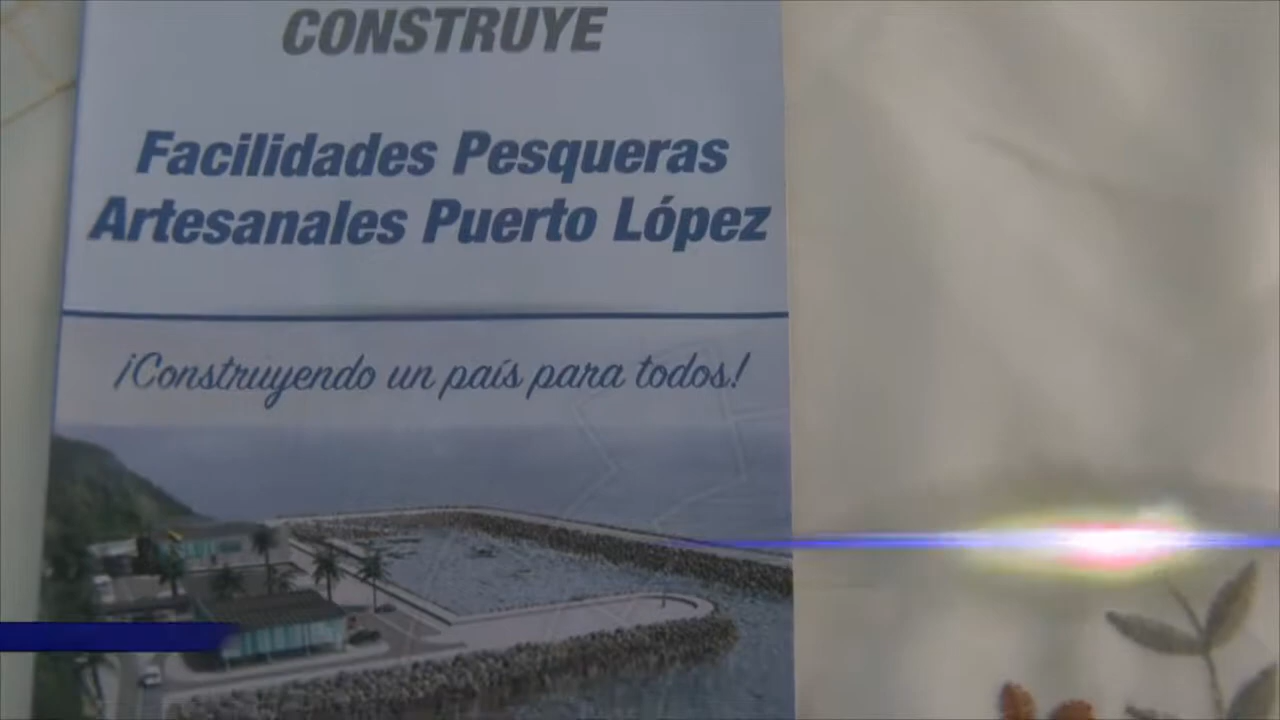 CONSTRUYE
Facilidades Pesqueras
Artesanales Puerto López
¡Construyendo un país para todos!